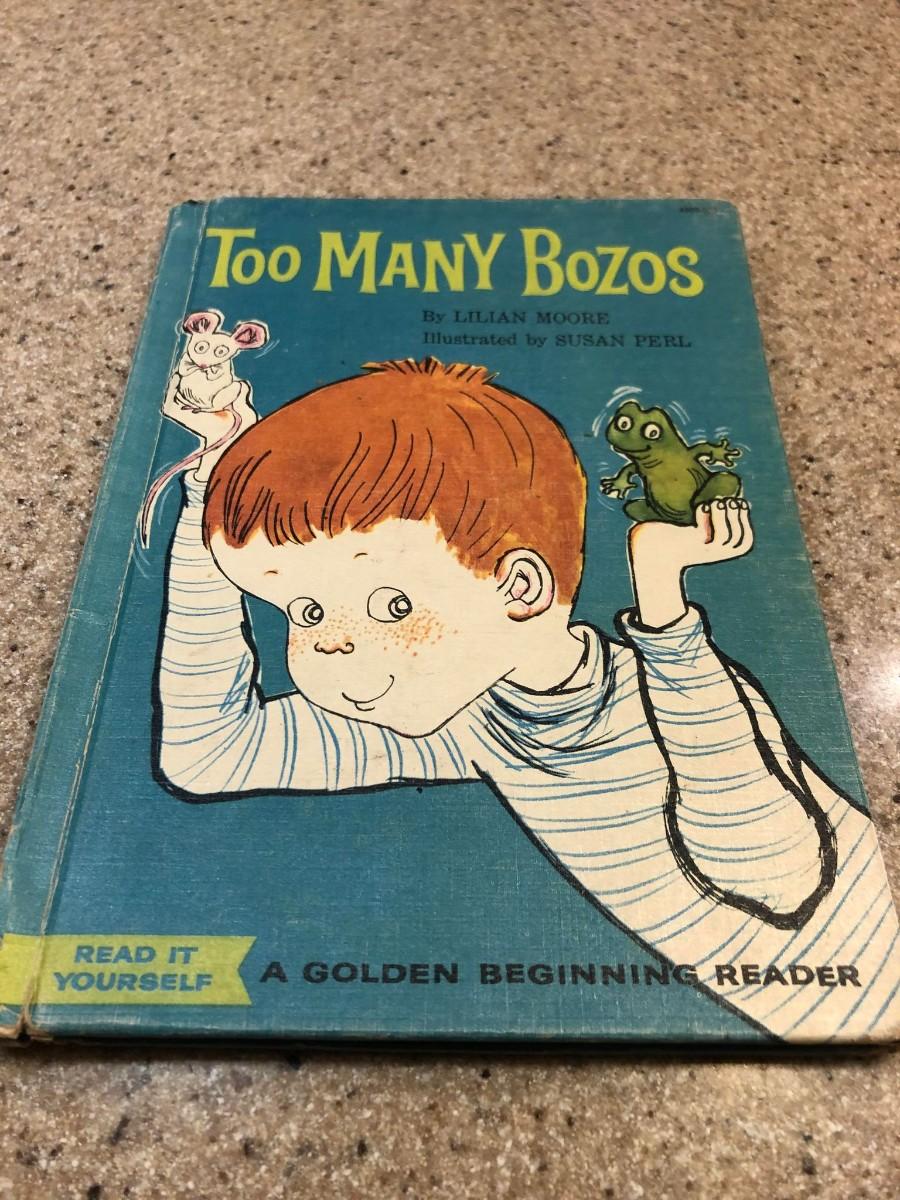 Too Many Bozos
By LILIAN MOORE
Illustrated by SUSAN PERL
READ IT
YOURSELF
A GOLDEN BEGINNING READER